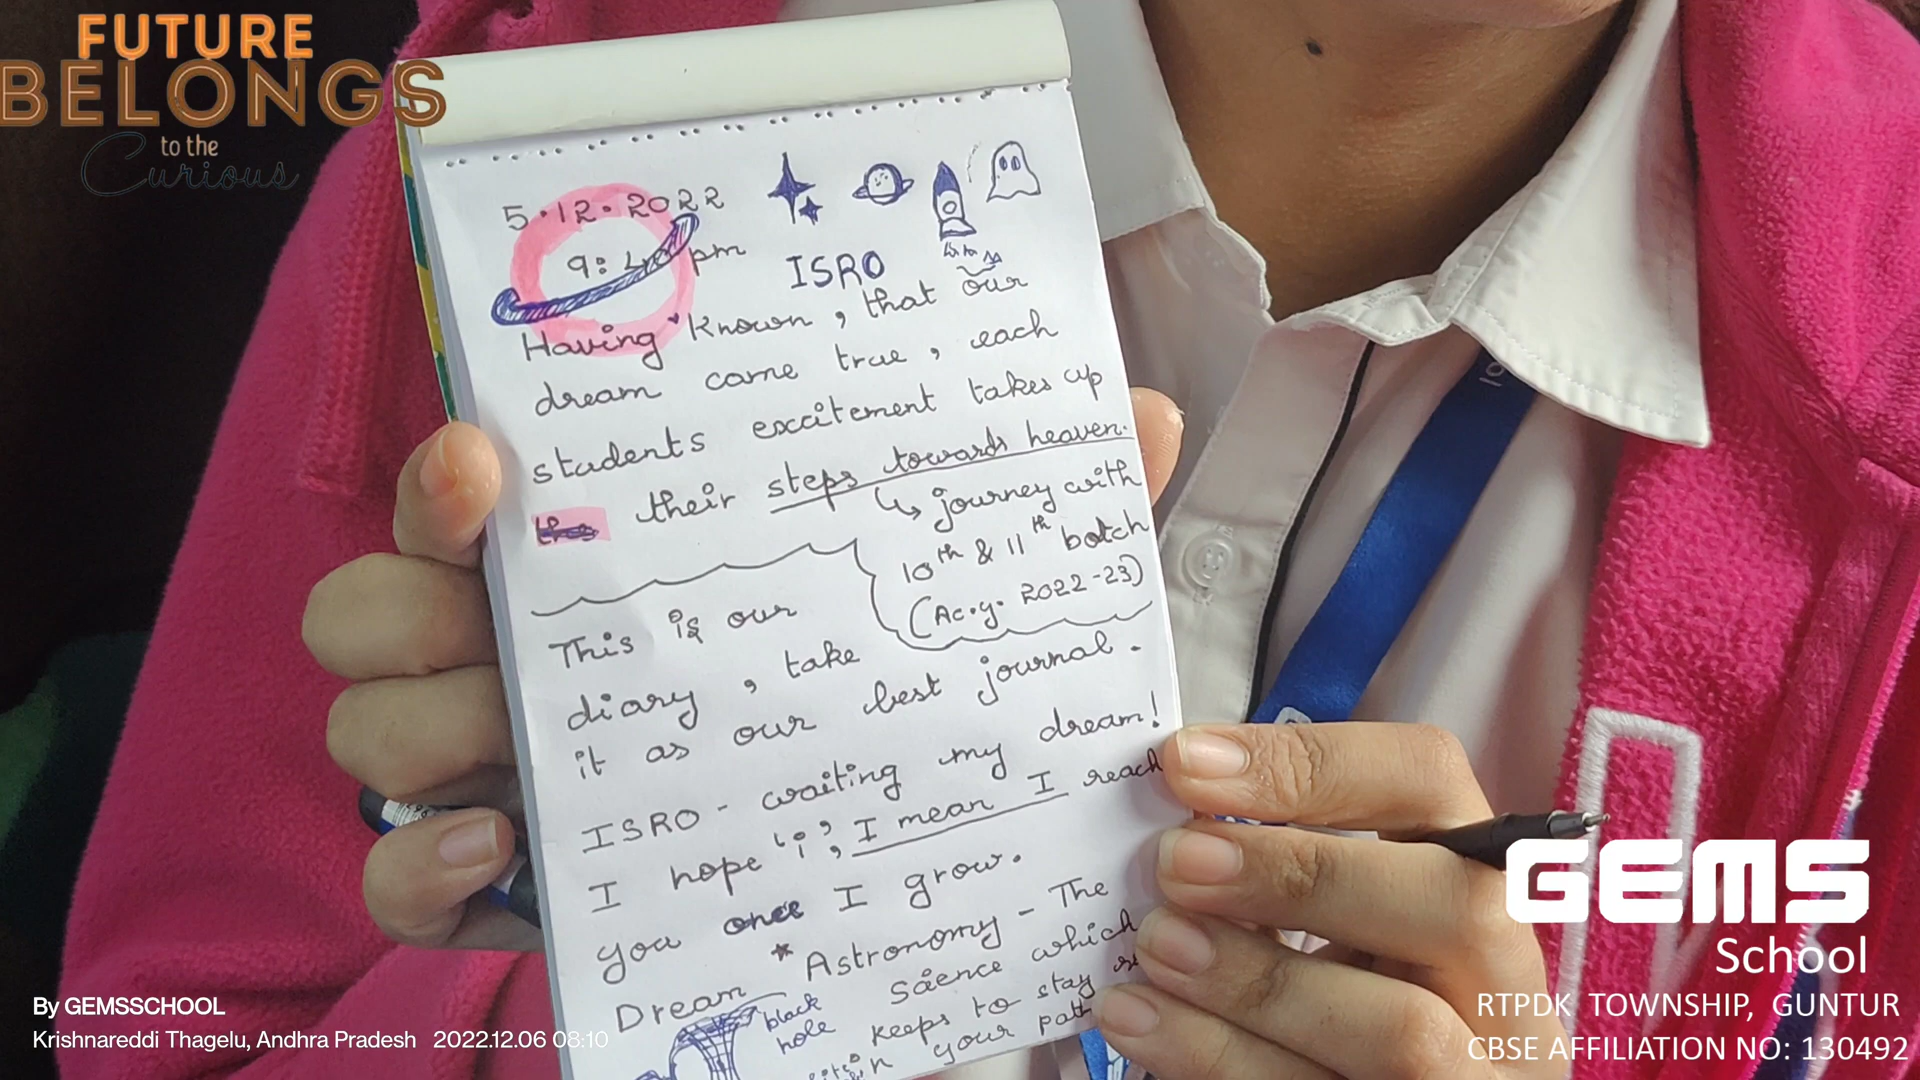 FUTURE
BELONGS
to the
Curious
5.12.2022
9:40 pm
ISRO
Having Known, that our
dream came true, each
students excitement takes up
their steps towards heaven.
↳ journey with
10th & 11th batch
(Ac.y. 2022-23)
This is our
diary, take
it as our best journal.
ISRO - waiting my dream!
I hope 'i', I mean I reach
you once I grow.
Dream * Astronomy - The
Science which
keeps to stay
your path
black
hole
GEMS
School
RTPDK TOWNSHIP, GUNTUR
CBSE AFFILIATION NO: 130492
By GEMSSCHOOL
Krishnareddi Thagelu, Andhra Pradesh 2022.12.06 08:10